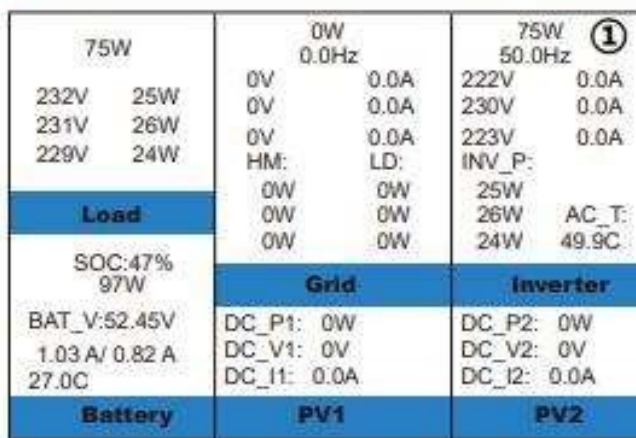 75W
232V 25W
231V 26W
229V 24W
Load
SOC:47%
97W
BAT_V:52.45V
1.03 A/ 0.82 A
27.0C
Battery
0W
0.0Hz
0V 0.0A
0V 0.0A
0V 0.0A
HM: LD:
0W 0W
0W 0W
0W 0W
Grid
DC_P1: 0W
DC_V1: 0V
DC_I1: 0.0A
PV1
75W ①
50.0Hz
222V 0.0A
230V 0.0A
223V 0.0A
INV_P:
25W
26W AC_T:
24W 49.9C
Inverter
DC_P2: 0W
DC_V2: 0V
DC_I2: 0.0A
PV2